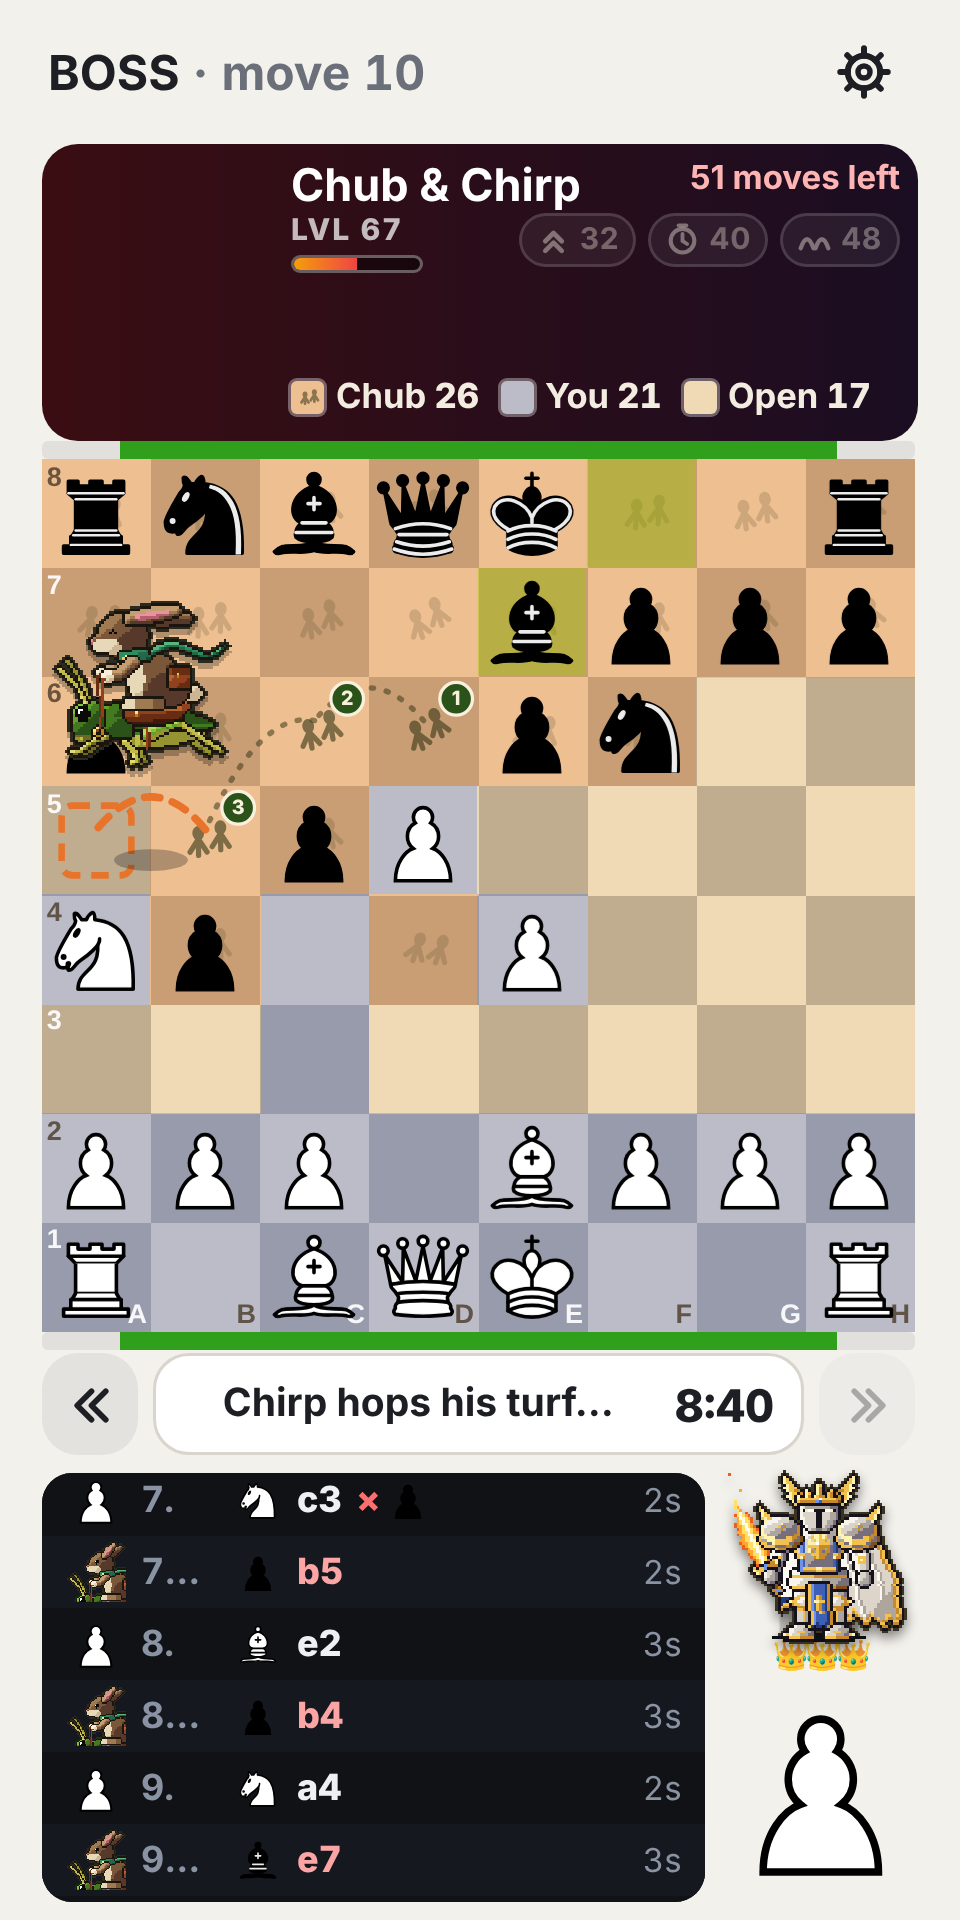 BOSS · move 10
Chub & Chirp
51 moves left
LVL 67
32 40 48
Chub 26 You 21 Open 17
8
7
6
2
1
5
3
4
3
2
1
A B C D E F G H
Chirp hops his turf... 8:40
7. c3 × 2s
7... b5 2s
8. e2 3s
8... b4 3s
9. a4 2s
9... e7 3s